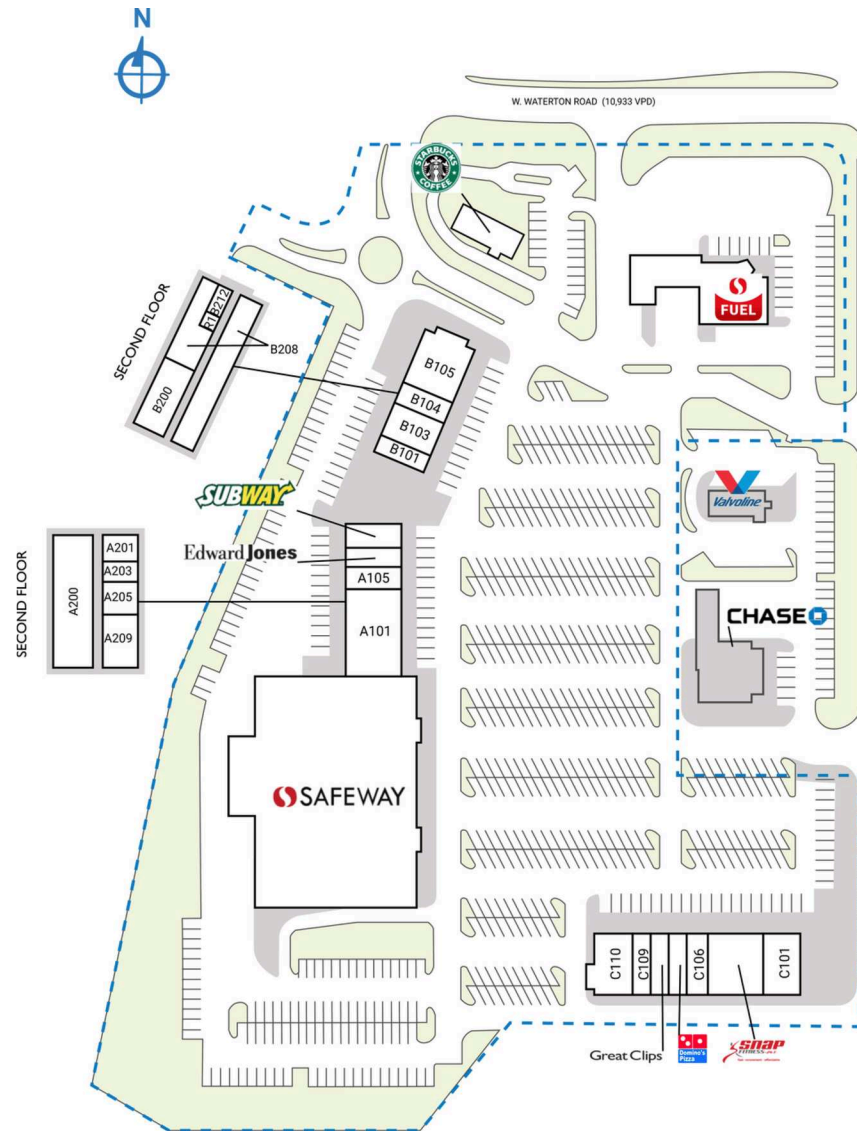 N
W. WATERTON ROAD (10,933 VPD)
STARBUCKS
COFFEE
FUEL
SECOND FLOOR
B212
R1
B208
B200
B105
B104
B103
B101
Valvoline
SUBWAY
Edward Jones
SECOND FLOOR
A200
A201
A203
A205
A209
A105
A101
CHASE
SAFEWAY
C110
C109
C106
C101
Great Clips
Domino's
Pizza
SNAP
FITNESS